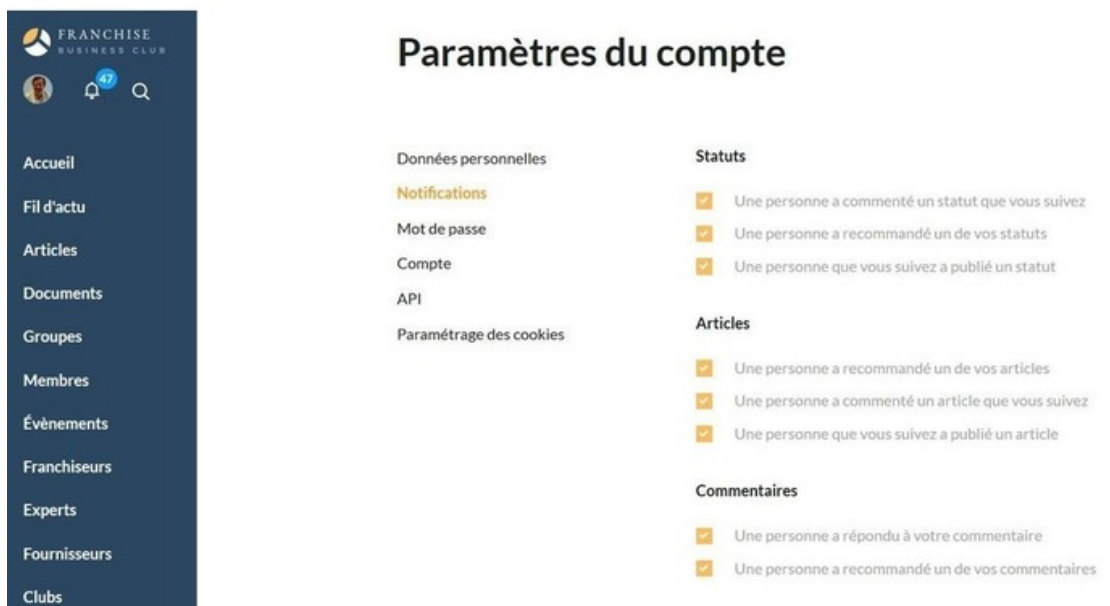 FRANCHISE
BUSINESS CLUB
47
Accueil
Fil d'actu
Articles
Documents
Groupes
Membres
Évènements
Franchiseurs
Experts
Fournisseurs
Clubs
Paramètres du compte
Données personnelles
Notifications
Mot de passe
Compte
API
Paramétrage des cookies
Statuts
Une personne a commenté un statut que vous suivez
Une personne a recommandé un de vos statuts
Une personne que vous suivez a publié un statut
Articles
Une personne a recommandé un de vos articles
Une personne a commenté un article que vous suivez
Une personne que vous suivez a publié un article
Commentaires
Une personne a répondu à votre commentaire
Une personne a recommandé un de vos commentaires